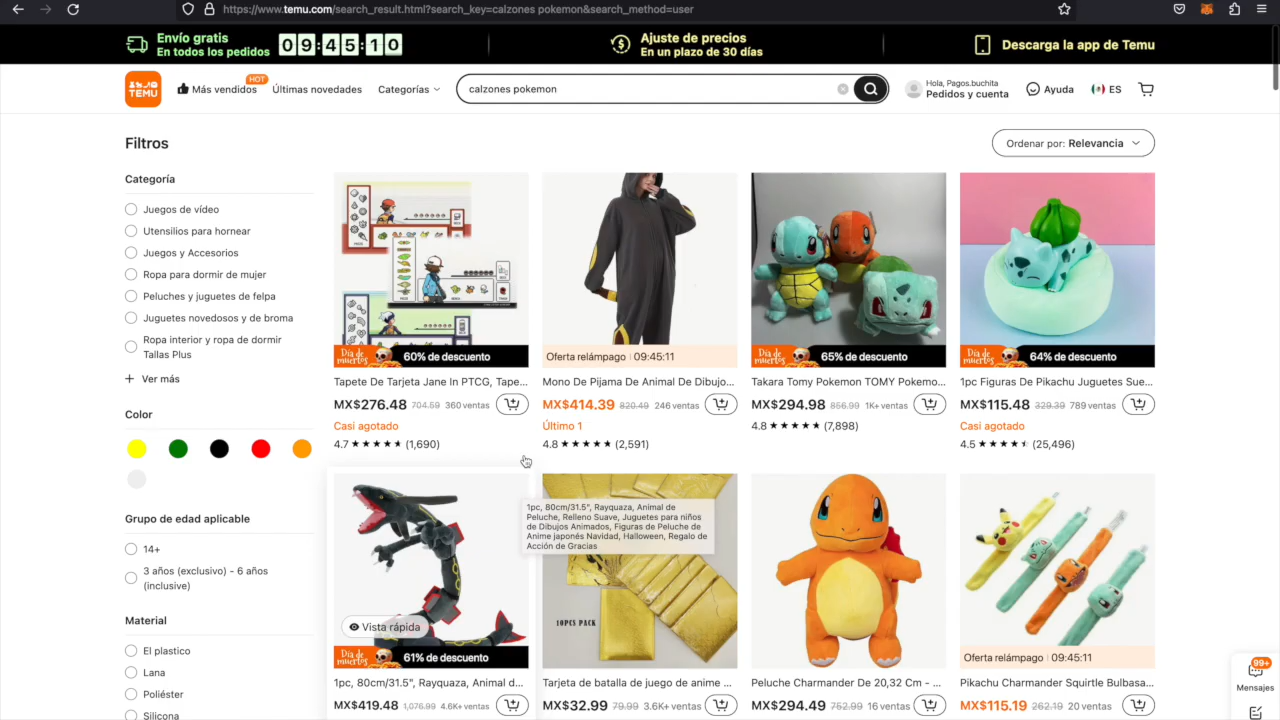 https://www.temu.com/search_result.html?search_key=calzones pokemon&search_method=user
Envío gratis
En todos los pedidos
09:45:10
Ajuste de precios
En un plazo de 30 días
Descarga la app de Temu
TEMU
Más vendidos
HOT
Últimas novedades
Categorías
calzones pokemon
Hola, Pagos.buchita
Pedidos y cuenta
Ayuda
ES
Filtros
Ordenar por: Relevancia
Categoría
Juegos de vídeo
Utensilios para hornear
Juegos y Accesorios
Ropa para dormir de mujer
Peluches y juguetes de felpa
Juguetes novedosos y de broma
Ropa interior y ropa de dormir
Tallas Plus
Ver más
Color
Grupo de edad aplicable
14+
3 años (exclusivo) - 6 años
(inclusive)
Material
El plastico
Lana
Poliéster
Silicona
Día de muertos
60% de descuento
Tapete De Tarjeta Jane In PTCG, Tape...
MX$276.48 704.59 360 ventas
Casi agotado
4.7 (1,690)
Oferta relámpago 09:45:11
Mono De Pijama De Animal De Dibujo...
MX$414.39 820.49 246 ventas
Último 1
4.8 (2,591)
Día de muertos
65% de descuento
Takara Tomy Pokemon TOMY Pokemo...
MX$294.98 856.99 1K+ ventas
4.8 (7,898)
Día de muertos
64% de descuento
1pc Figuras De Pikachu Juguetes Sue...
MX$115.48 329.39 789 ventas
Casi agotado
4.5 (25,496)
Vista rápida
Día de muertos
61% de descuento
1pc, 80cm/31.5", Rayquaza, Animal d...
MX$419.48 1,076.99 4.6K+ ventas
1pc, 80cm/31.5", Rayquaza, Animal de
Peluche, Relleno Suave, Juguetes para niños
de Dibujos Animados, Figuras de Peluche de
Anime japonés Navidad, Halloween, Regalo de
Acción de Gracias
10PCS PACK
Tarjeta de batalla de juego de anime ...
MX$32.99 79.99 3.6K+ ventas
Peluche Charmander De 20,32 Cm - ...
MX$294.49 752.99 16 ventas
Oferta relámpago 09:45:11
Pikachu Charmander Squirtle Bulbasa...
MX$115.19 262.19 20 ventas
99+
Mensajes